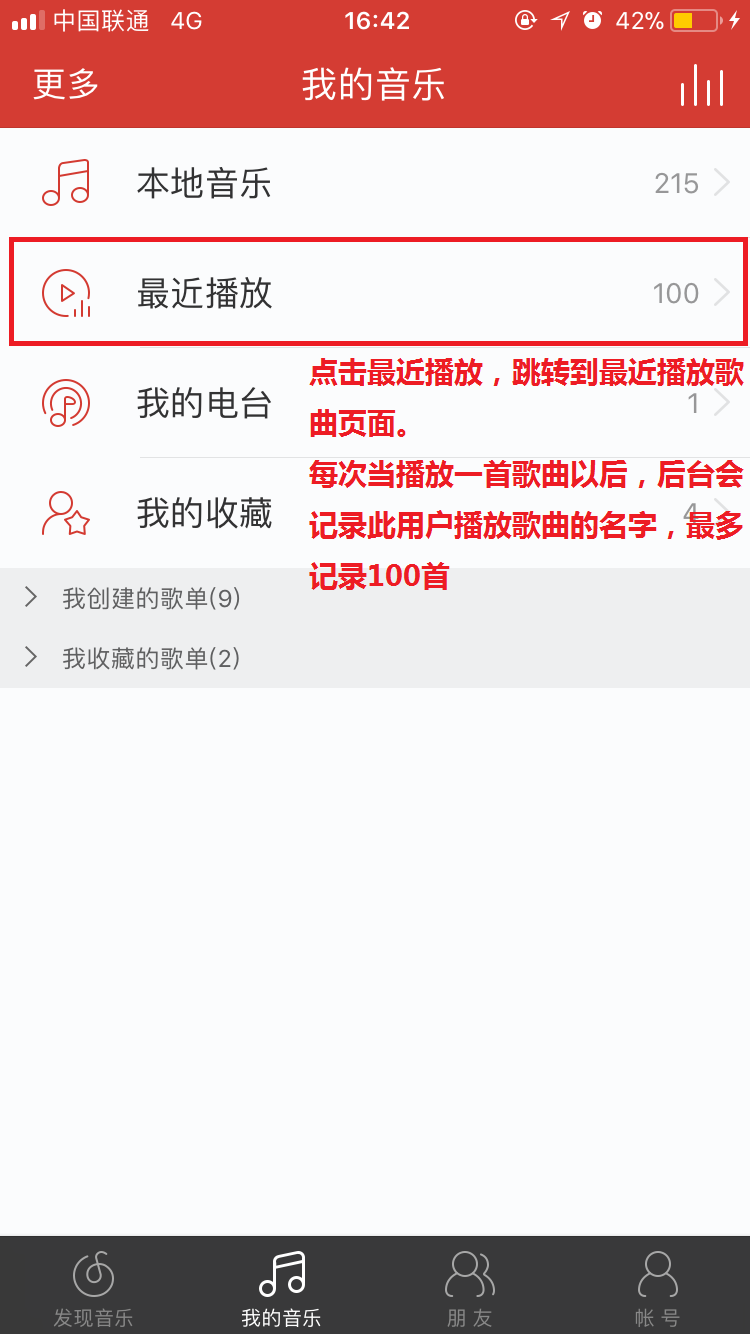 中国联通 4G 16:42 42%
更多 我的音乐
本地音乐 215
最近播放 100
点击最近播放，跳转到最近播放歌
我的电台 1
曲页面。
每次当播放一首歌曲以后，后台会
我的收藏 4
记录此用户播放歌曲的名字，最多
记录100首
我创建的歌单(9)
我收藏的歌单(2)
发现音乐 我的音乐 朋友 帐号